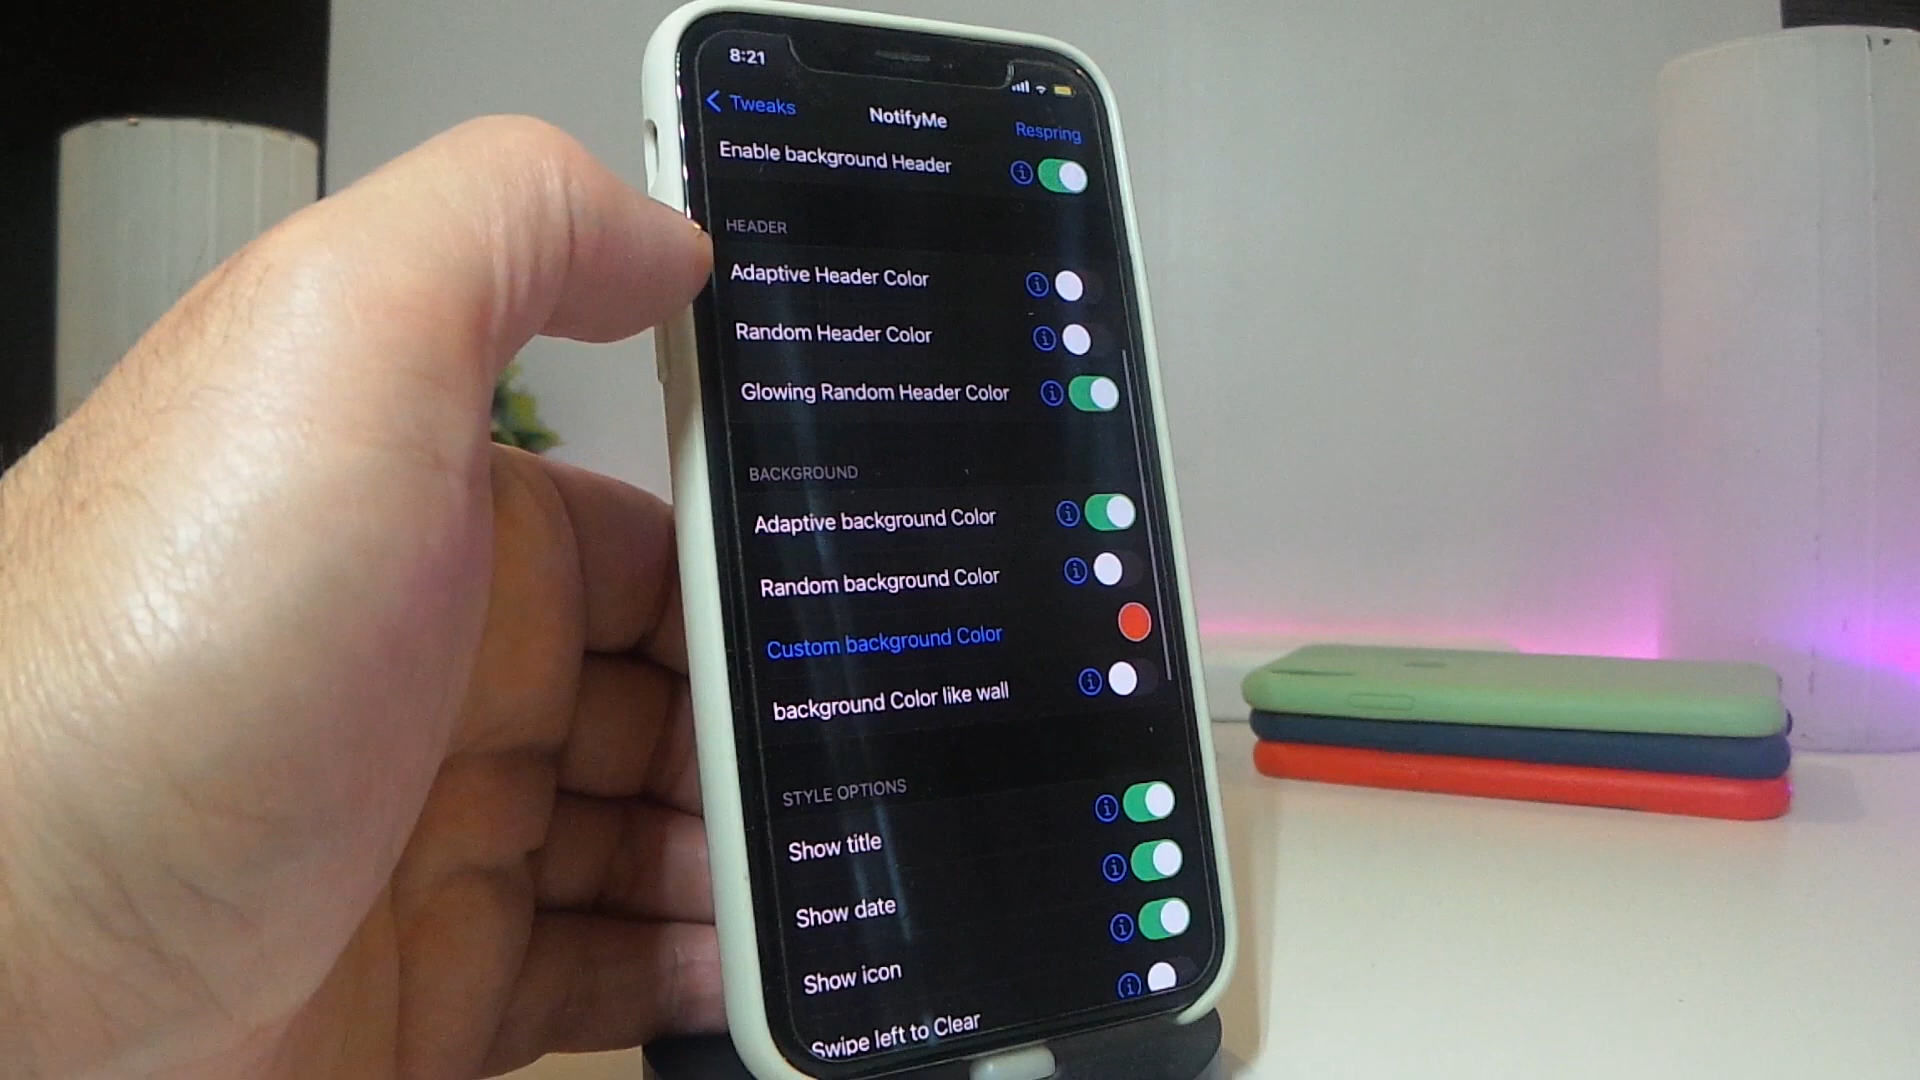 8:21
Tweaks
NotifyMe
Respring
Enable background Header
HEADER
Adaptive Header Color
Random Header Color
Glowing Random Header Color
BACKGROUND
Adaptive background Color
Random background Color
Custom background Color
background Color like wall
STYLE OPTIONS
Show title
Show date
Show icon
Swipe left to Clear